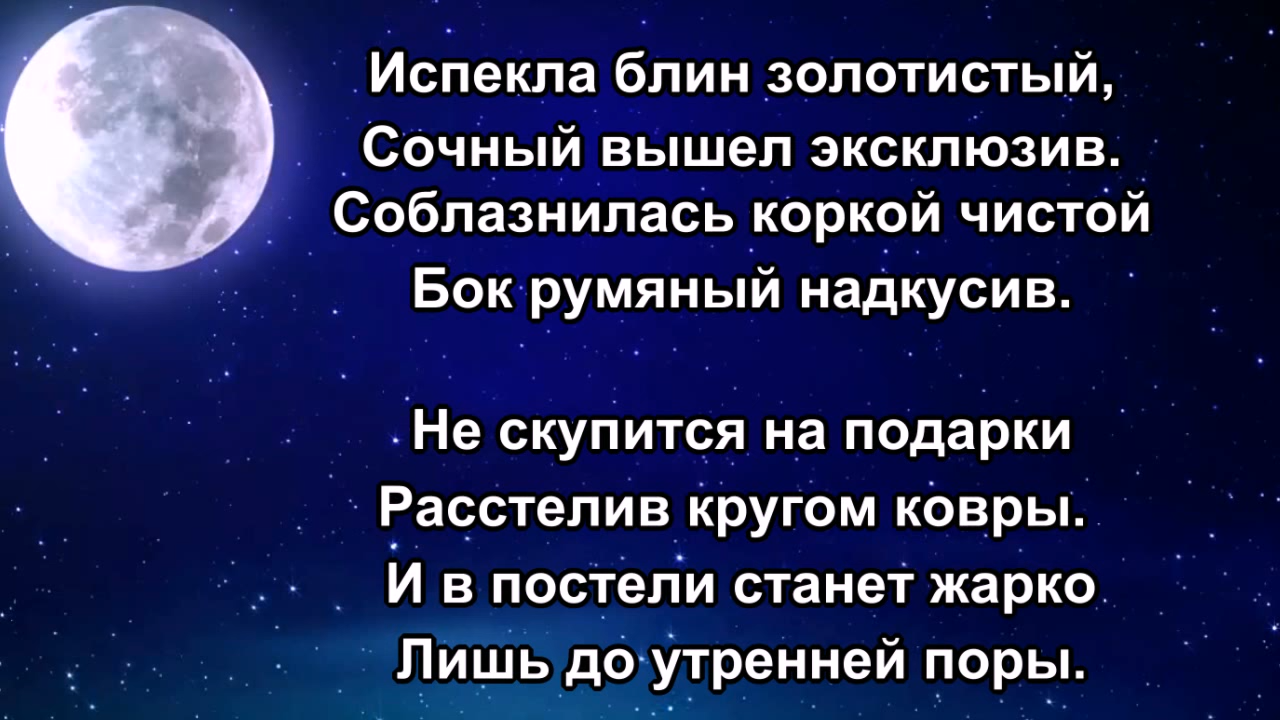 Испекла блин золотистый,
Сочный вышел эксклюзив.
Соблазнилась коркой чистой
Бок румяный надкусив.
Не скупится на подарки
Расстелив кругом ковры.
И в постели станет жарко
Лишь до утренней поры.